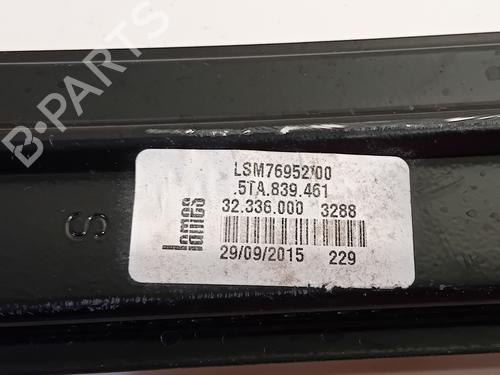 B-PARTS
LSM76952/00
.5TA.839.461
Lames
32.336.000 3288
29/09/2015 229
S